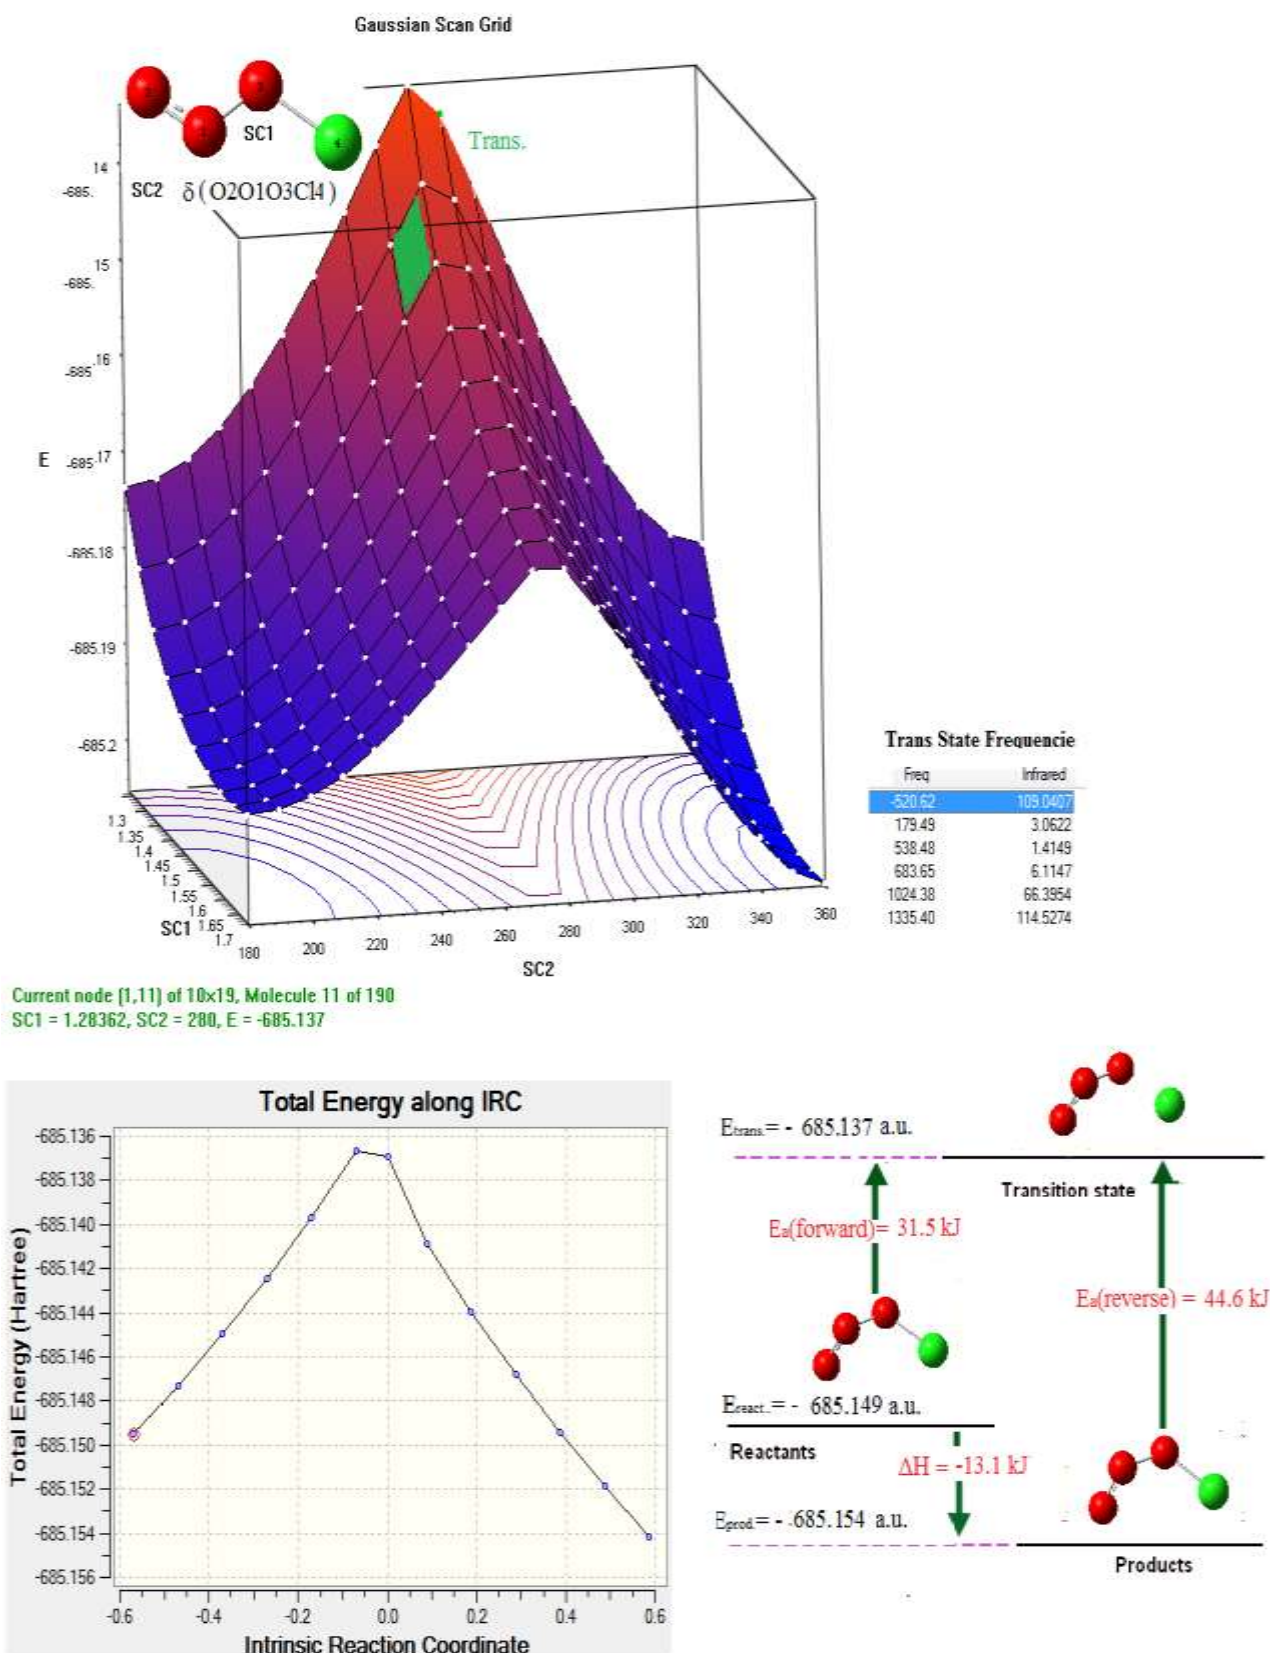 Gaussian Scan Grid
SC1
Trans.
SC2 δ(O2O1O3Cl4)
14
-685.
15
-685.
-685.16
E
-685.17
-685.18
-685.19
-685.2
1.3
1.35
1.4
1.45
1.5
1.55
1.6
1.65
1.7
SC1
180 200 220 240 260 280 300 320 340 360
SC2
Trans State Frequencie
Freq Infrared
-520.62 109.0407
179.49 3.0622
538.48 1.4149
683.65 6.1147
1024.38 66.3954
1335.40 114.5274
Current node (1,11) of 10x19, Molecule 11 of 190
SC1 = 1.28362, SC2 = 280, E = -685.137
Total Energy along IRC
Total Energy (Hartree)
-685.136
-685.138
-685.140
-685.142
-685.144
-685.146
-685.148
-685.150
-685.152
-685.154
-685.156
-0.6 -0.4 -0.2 0.0 0.2 0.4 0.6
Intrinsic Reaction Coordinate
Etrans.= - 685.137 a.u.
Transition state
Ea(forward)= 31.5 kJ
Ea(reverse) = 44.6 kJ
Ereact..= - 685.149 a.u.
Reactants
ΔH = -13.1 kJ
Eprod.= - .685.154 a.u.
Products